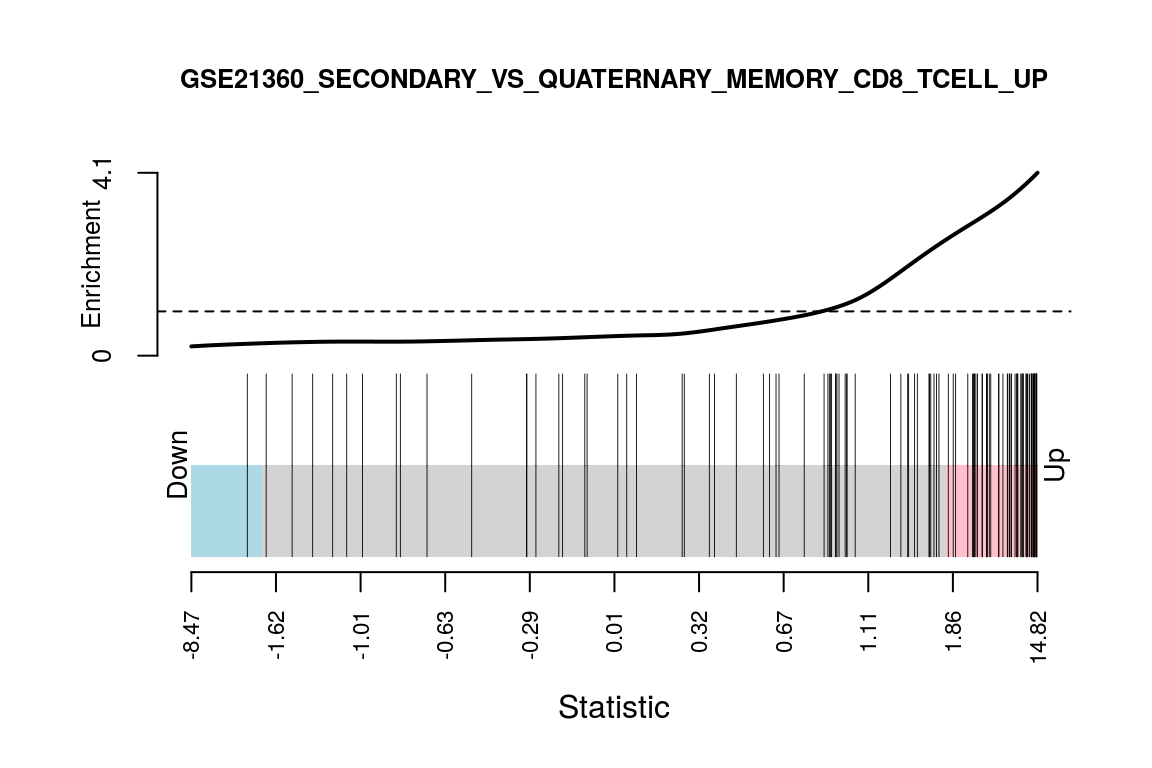 GSE21360_SECONDARY_VS_QUATERNARY_MEMORY_CD8_TCELL_UP
4.1
Enrichment
0
Down
Up
-8.47
-1.62
-1.01
-0.63
-0.29
0.01
0.32
0.67
1.11
1.86
14.82
Statistic